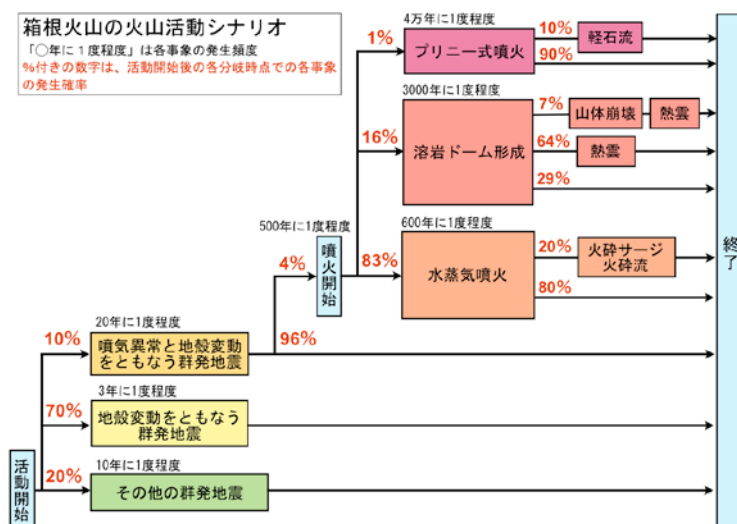 箱根火山の火山活動シナリオ
「○年に１度程度」は各事象の発生頻度
%付きの数字は、活動開始後の各分岐時点での各事象
の発生確率
4万年に1度程度
1%
プリニー式噴火
10%
軽石流
90%
3000年に1度程度
16%
溶岩ドーム形成
7%
山体崩壊
熱雲
64%
熱雲
29%
500年に1度程度
600年に1度程度
4%
噴火開始
83%
水蒸気噴火
20%
火砕サージ
火砕流
80%
終了
20年に1度程度
10%
噴気異常と地殻変動
をともなう群発地震
96%
3年に1度程度
70%
地殻変動をともなう
群発地震
10年に1度程度
20%
その他の群発地震
活動開始